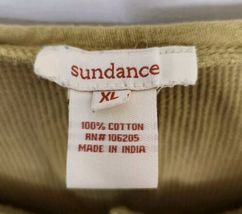 sundance
XL
100% COTTON
RN# 106205
MADE IN INDIA